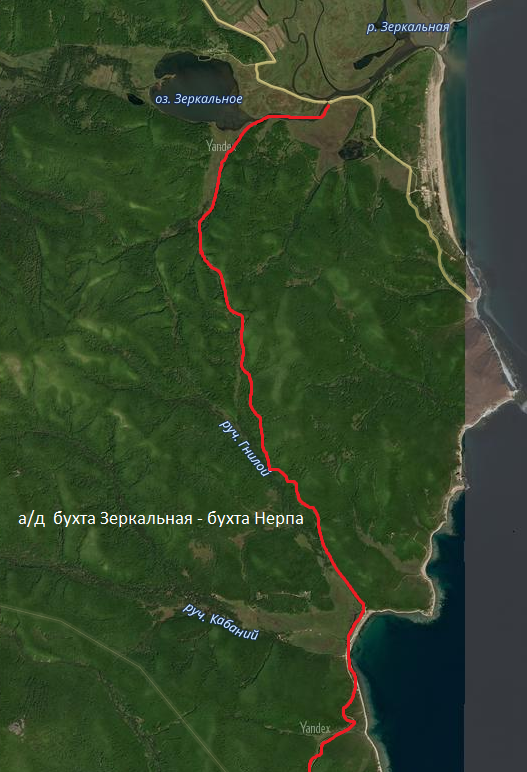 р. Зеркальная
оз. Зеркальное
Yandex
руч. Гнилой
а/д бухта Зеркальная - бухта Нерпа
руч. Кабаний
Yandex